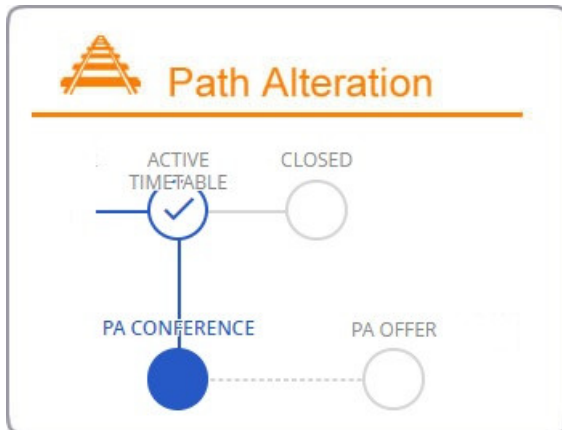 Path Alteration
ACTIVE CLOSED
TIMETABLE
PA CONFERENCE PA OFFER